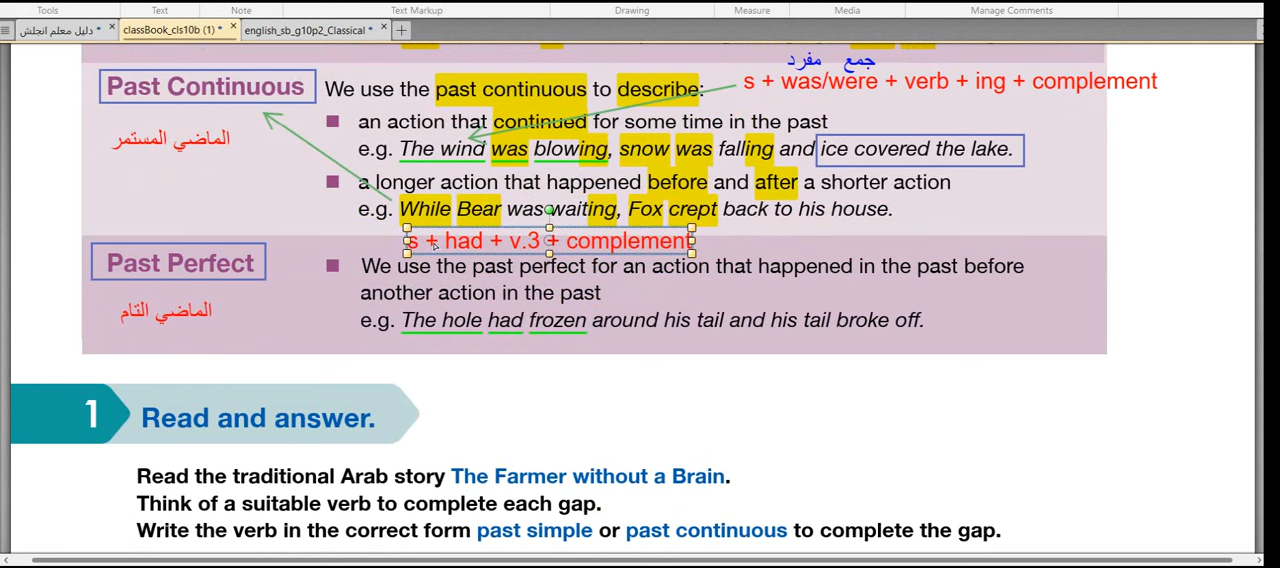 Tools Text Note Text Markup Drawing Measure Media Manage Comments
دليل معلم انجلش * × classBook_cls10b (1) * × english_sb_g10p2_Classical * ×
مفرد جمع
Past Continuous We use the past continuous to describe: s + was/were + verb + ing + complement
an action that continued for some time in the past
الماضي المستمر
e.g. The wind was blowing, snow was falling and ice covered the lake.
a longer action that happened before and after a shorter action
e.g. While Bear was waiting, Fox crept back to his house.
s + had + v.3 + complement
Past Perfect We use the past perfect for an action that happened in the past before
another action in the past
الماضي التام
e.g. The hole had frozen around his tail and his tail broke off.
1 Read and answer.
Read the traditional Arab story The Farmer without a Brain.
Think of a suitable verb to complete each gap.
Write the verb in the correct form past simple or past continuous to complete the gap.